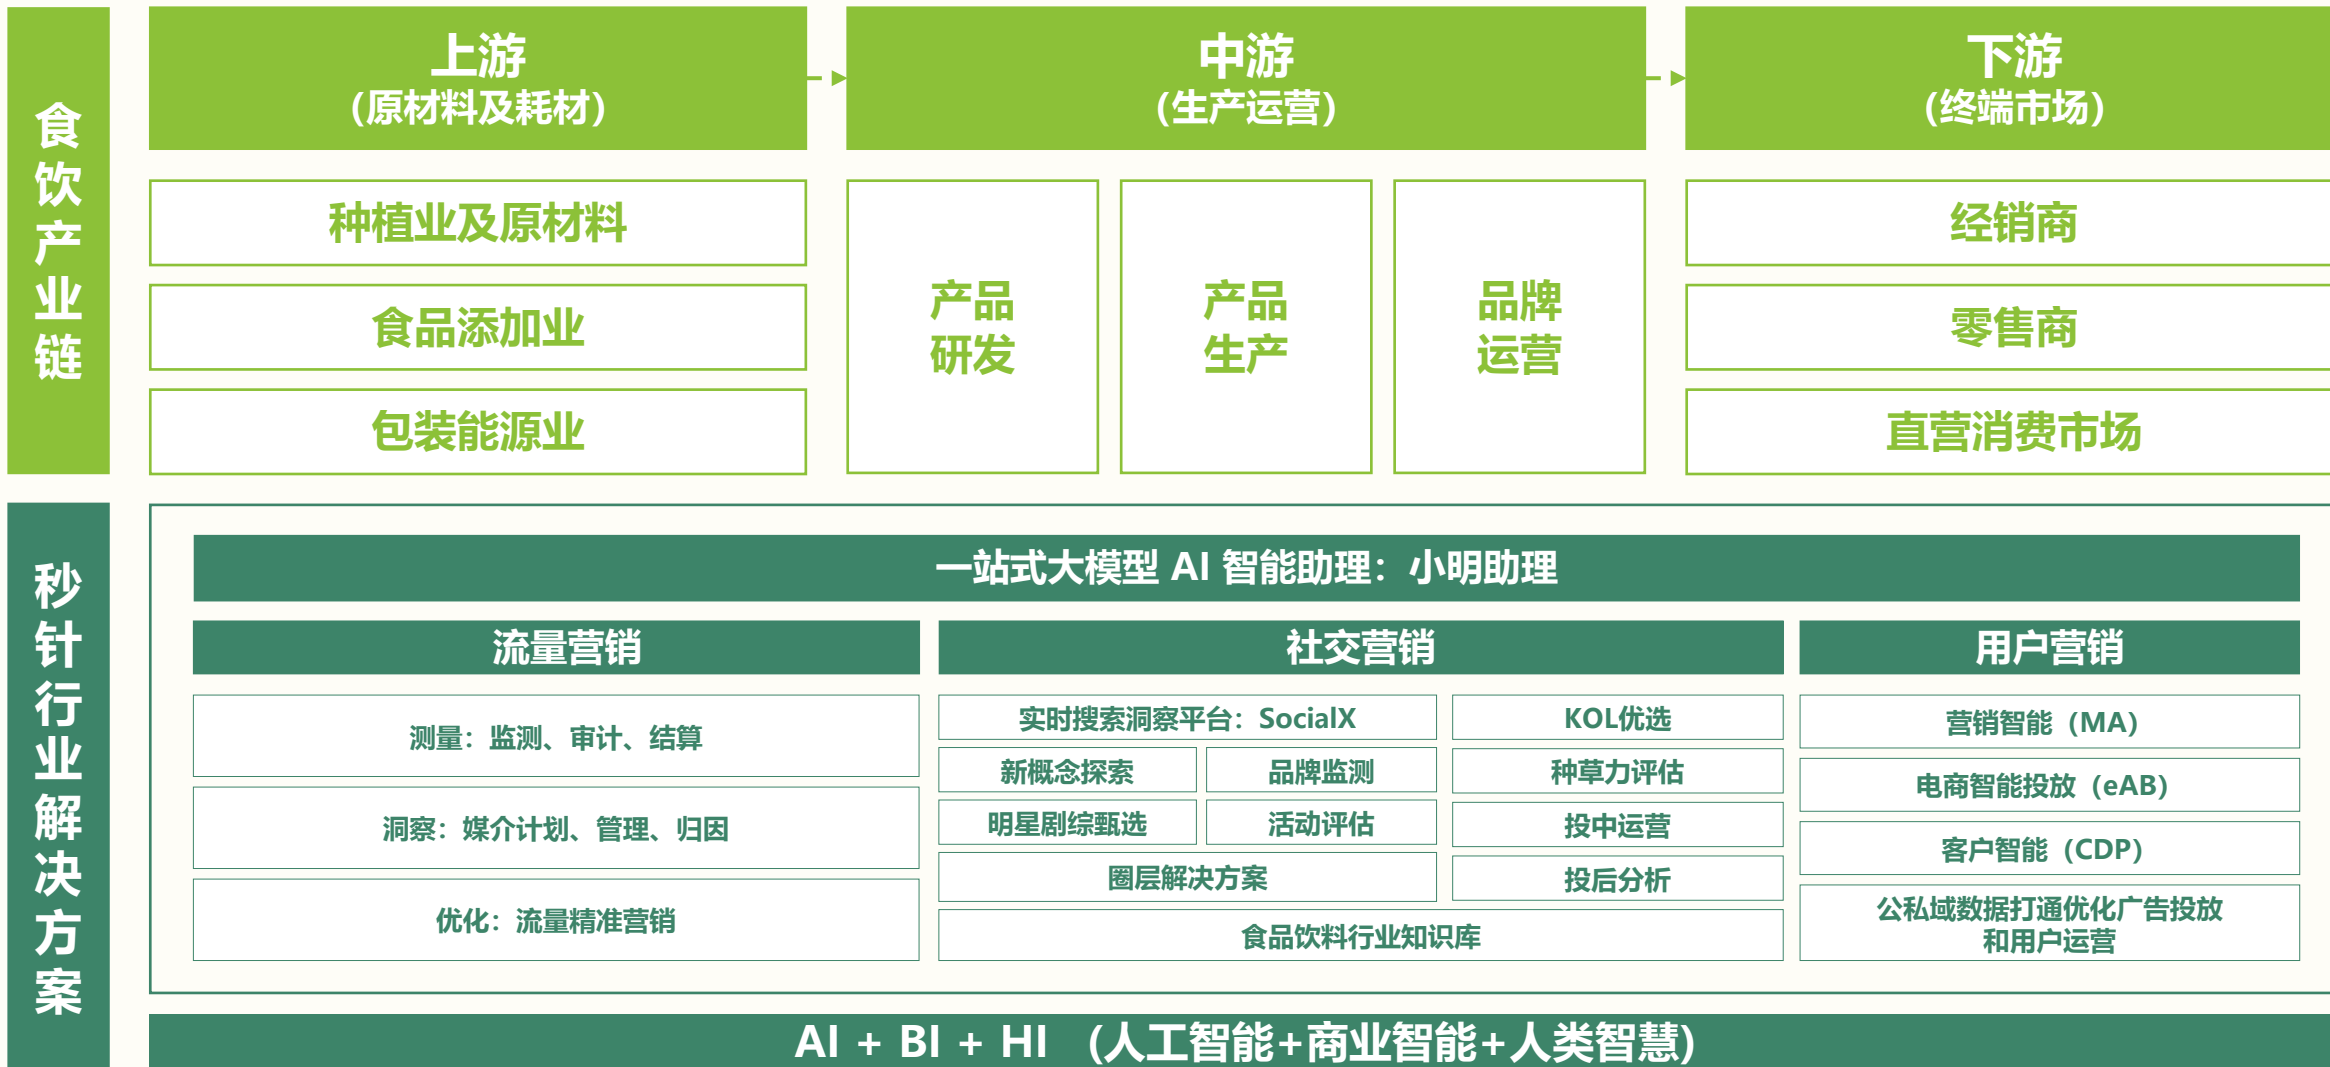 食饮产业链
上游
（原材料及耗材）
中游
（生产运营）
下游
（终端市场）
种植业及原材料
食品添加业
包装能源业
产品
研发
产品
生产
品牌
运营
经销商
零售商
直营消费市场
秒针行业解决方案
一站式大模型 AI 智能助理：小明助理
流量营销
测量：监测、审计、结算
洞察：媒介计划、管理、归因
优化：流量精准营销
社交营销
实时搜索洞察平台：SocialX
新概念探索
品牌监测
明星剧综甄选
活动评估
圈层解决方案
KOL优选
种草力评估
投中运营
投后分析
食品饮料行业知识库
用户营销
营销智能（MA）
电商智能投放（eAB）
客户智能（CDP）
公私域数据打通优化广告投放
和用户运营
AI + BI + HI （人工智能+商业智能+人类智慧）